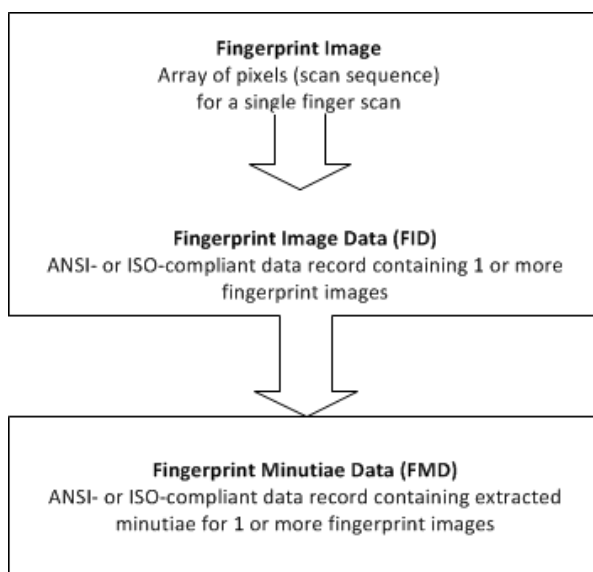 Fingerprint Image
Array of pixels (scan sequence)
for a single finger scan
Fingerprint Image Data (FID)
ANSI- or ISO-compliant data record containing 1 or more
fingerprint images
Fingerprint Minutiae Data (FMD)
ANSI- or ISO-compliant data record containing extracted
minutiae for 1 or more fingerprint images